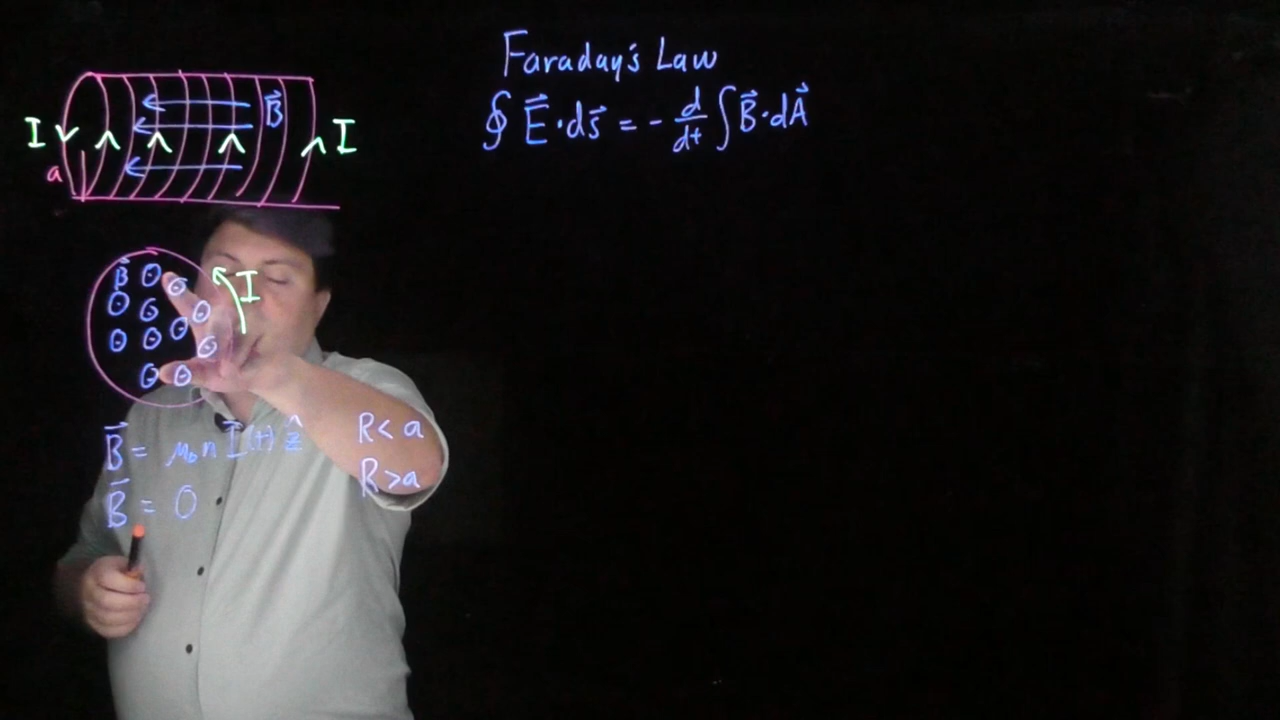 Faraday's Law
∮ E⃗ · ds⃗ = - d/dt ∫ B⃗ · dA⃗
B⃗
I
I
a
B⃗
I
B⃗ = μ₀ n I⃗(t) ẑ R < a
B⃗ = 0 R > a